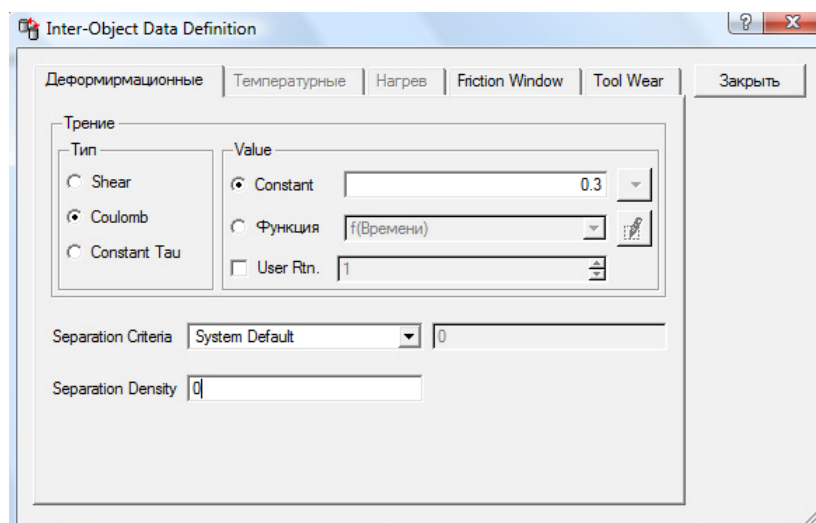 Inter-Object Data Definition
Деформирмационные Температурные Нагрев Friction Window Tool Wear Закрыть
Трение
Тип Value
Shear Constant 0.3
Coulomb Функция f(Времени)
Constant Tau User Rtn. 1
Separation Criteria System Default 0
Separation Density 0